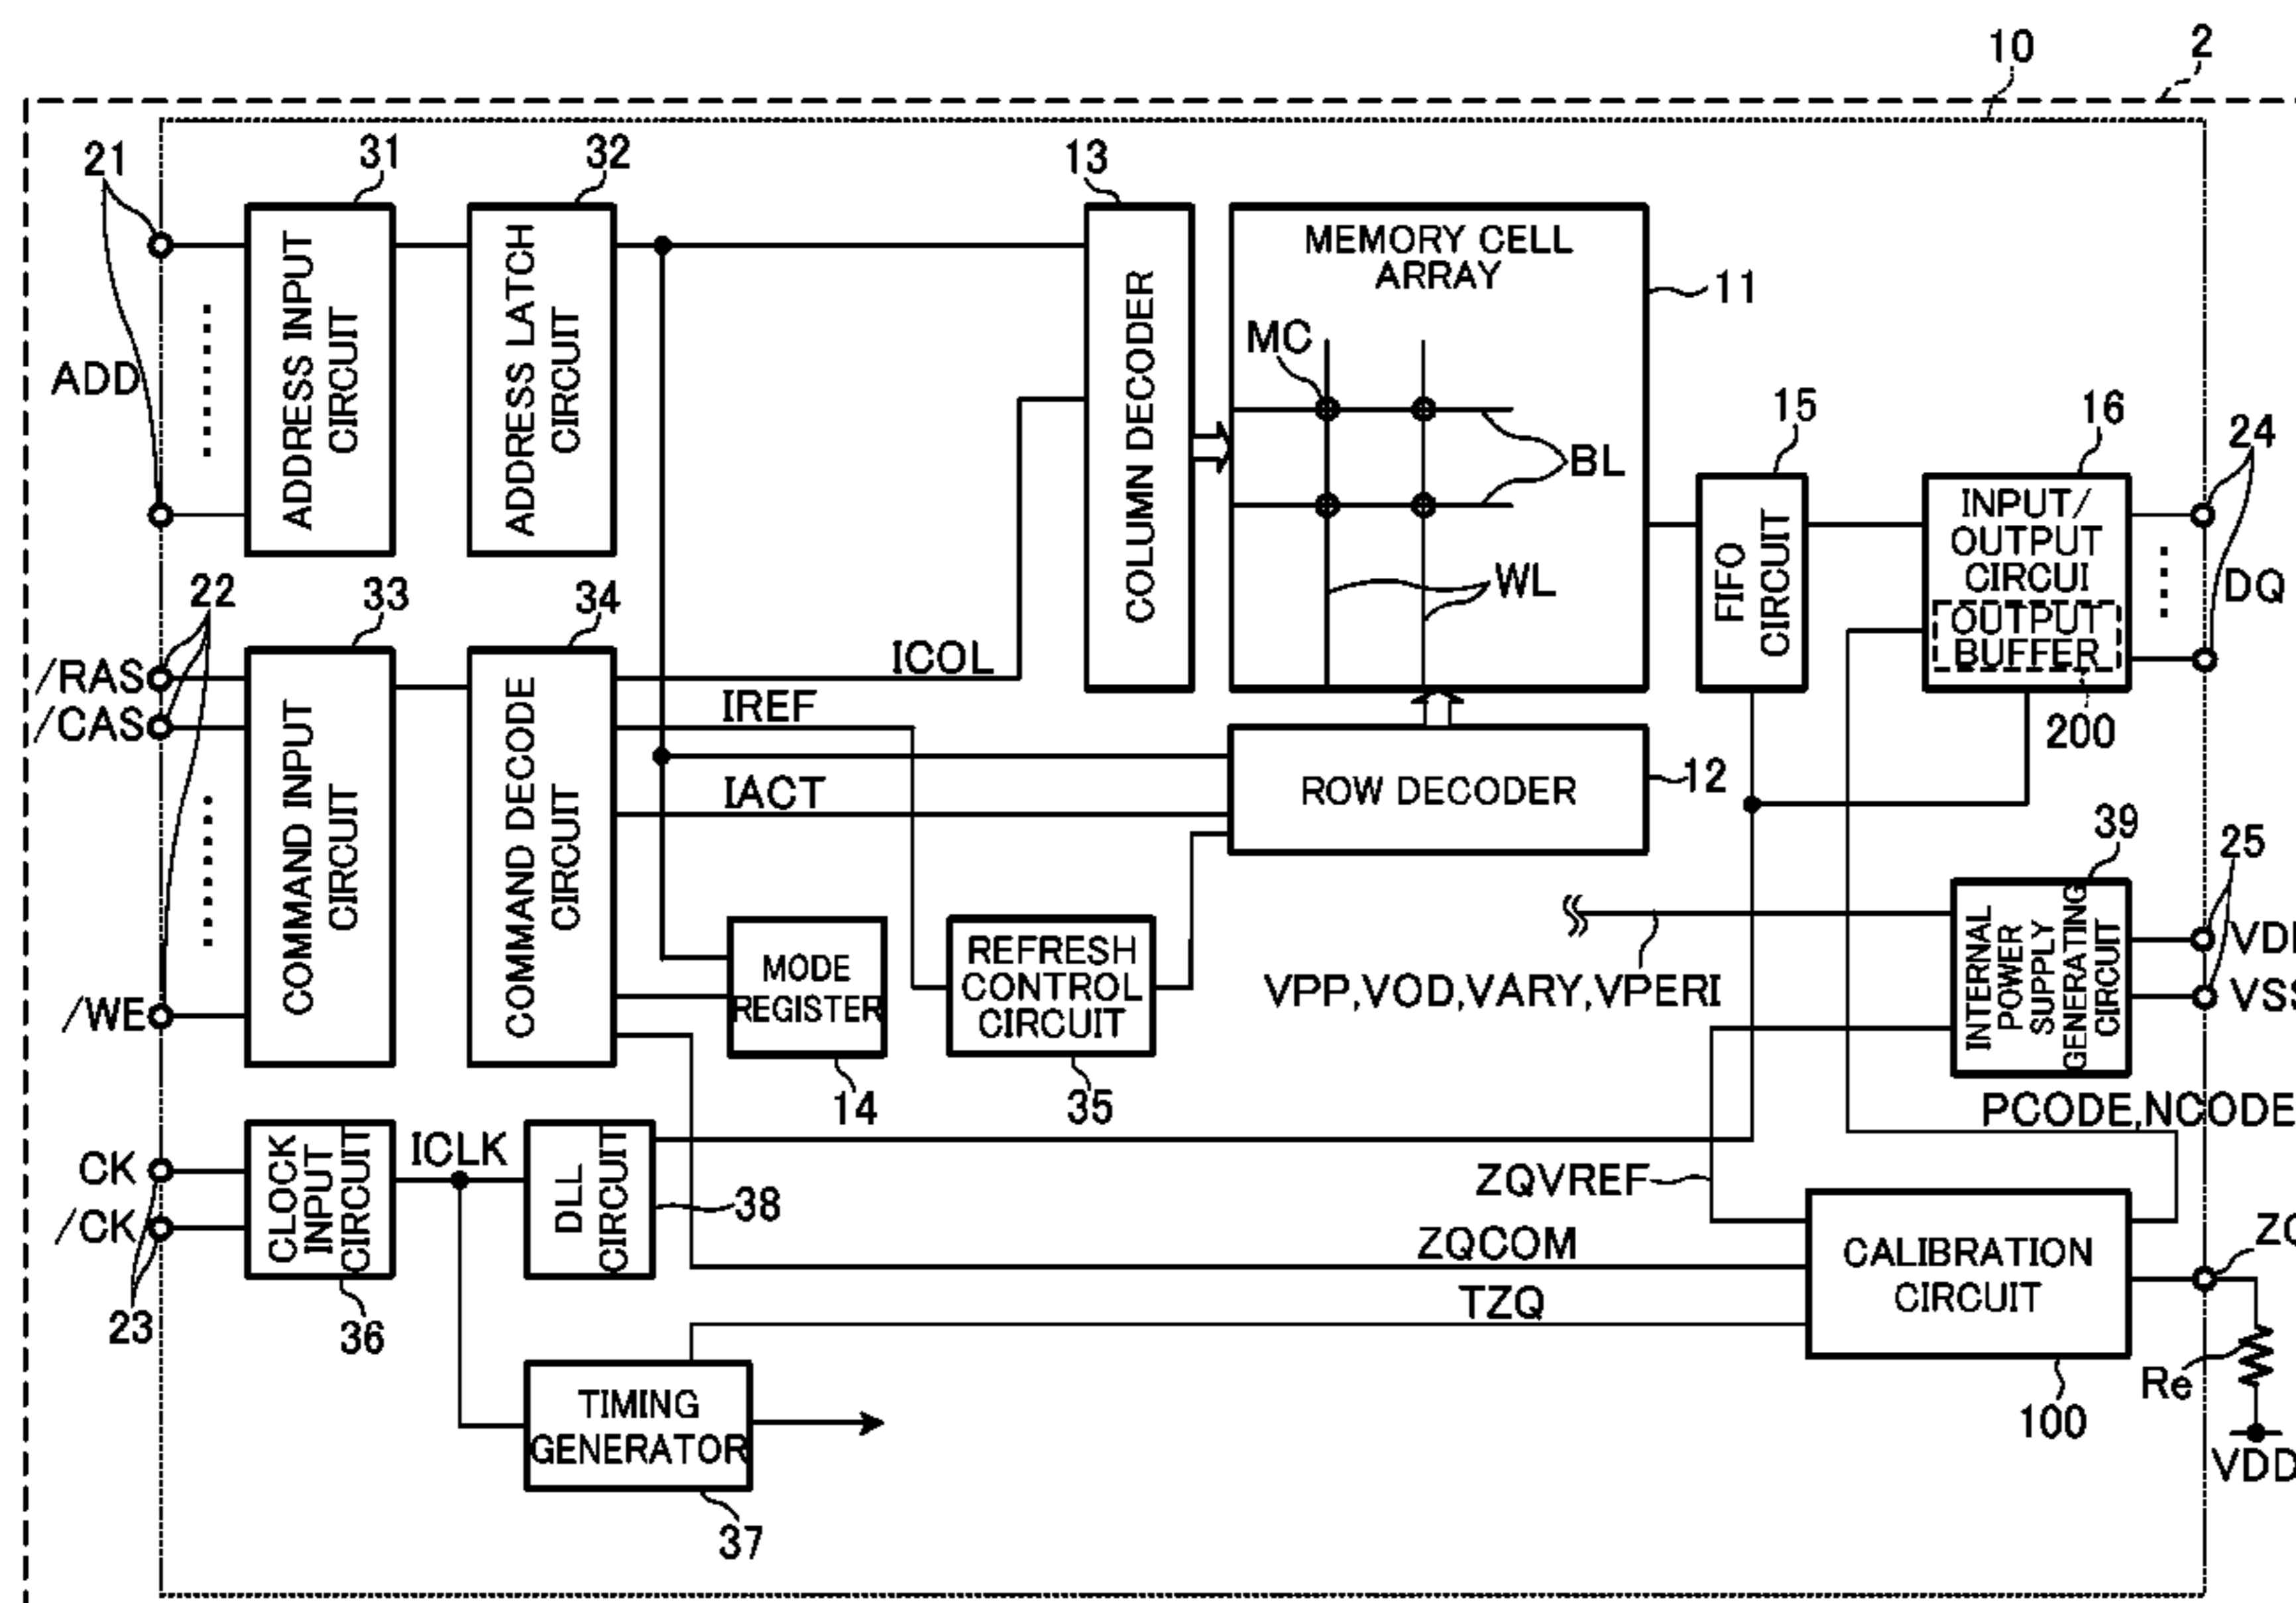 10
2
21
31
32
13
ADDRESS INPUT
CIRCUIT
ADDRESS LATCH
CIRCUIT
COLUMN DECODER
MEMORY CELL
ARRAY
11
MC
BL
WL
ADD
15
16
24
FIFO
CIRCUIT
INPUT/
OUTPUT
CIRCUI
OUTPUT
BUFFER
DQ
200
22
33
34
/RAS
/CAS
/WE
COMMAND INPUT
CIRCUIT
COMMAND DECODE
CIRCUIT
ICOL
IREF
IACT
ROW DECODER
12
39
25
MODE
REGISTER
14
REFRESH
CONTROL
CIRCUIT
35
VPP,VOD,VARY,VPERI
INTERNAL
POWER
SUPPLY
GENERATING
CIRCUIT
VSS
PCODE,NCODE
CK
/CK
23
CLOCK
INPUT
CIRCUIT
36
ICLK
DLL
CIRCUIT
38
ZQVREF
ZQCOM
TZQ
CALIBRATION
CIRCUIT
100
Re
VDD
TIMING
GENERATOR
37